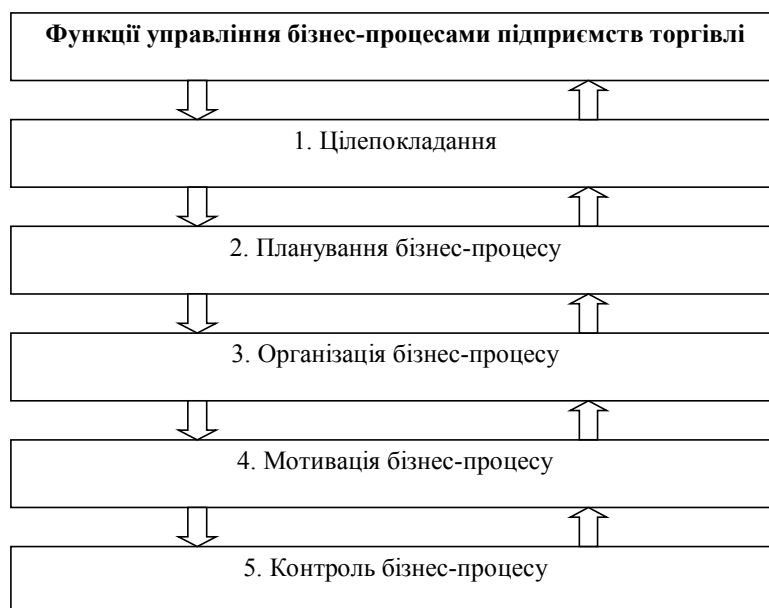 Функції управління бізнес-процесами підприємств торгівлі
1. Цілепокладання
2. Планування бізнес-процесу
3. Організація бізнес-процесу
4. Мотивація бізнес-процесу
5. Контроль бізнес-процесу